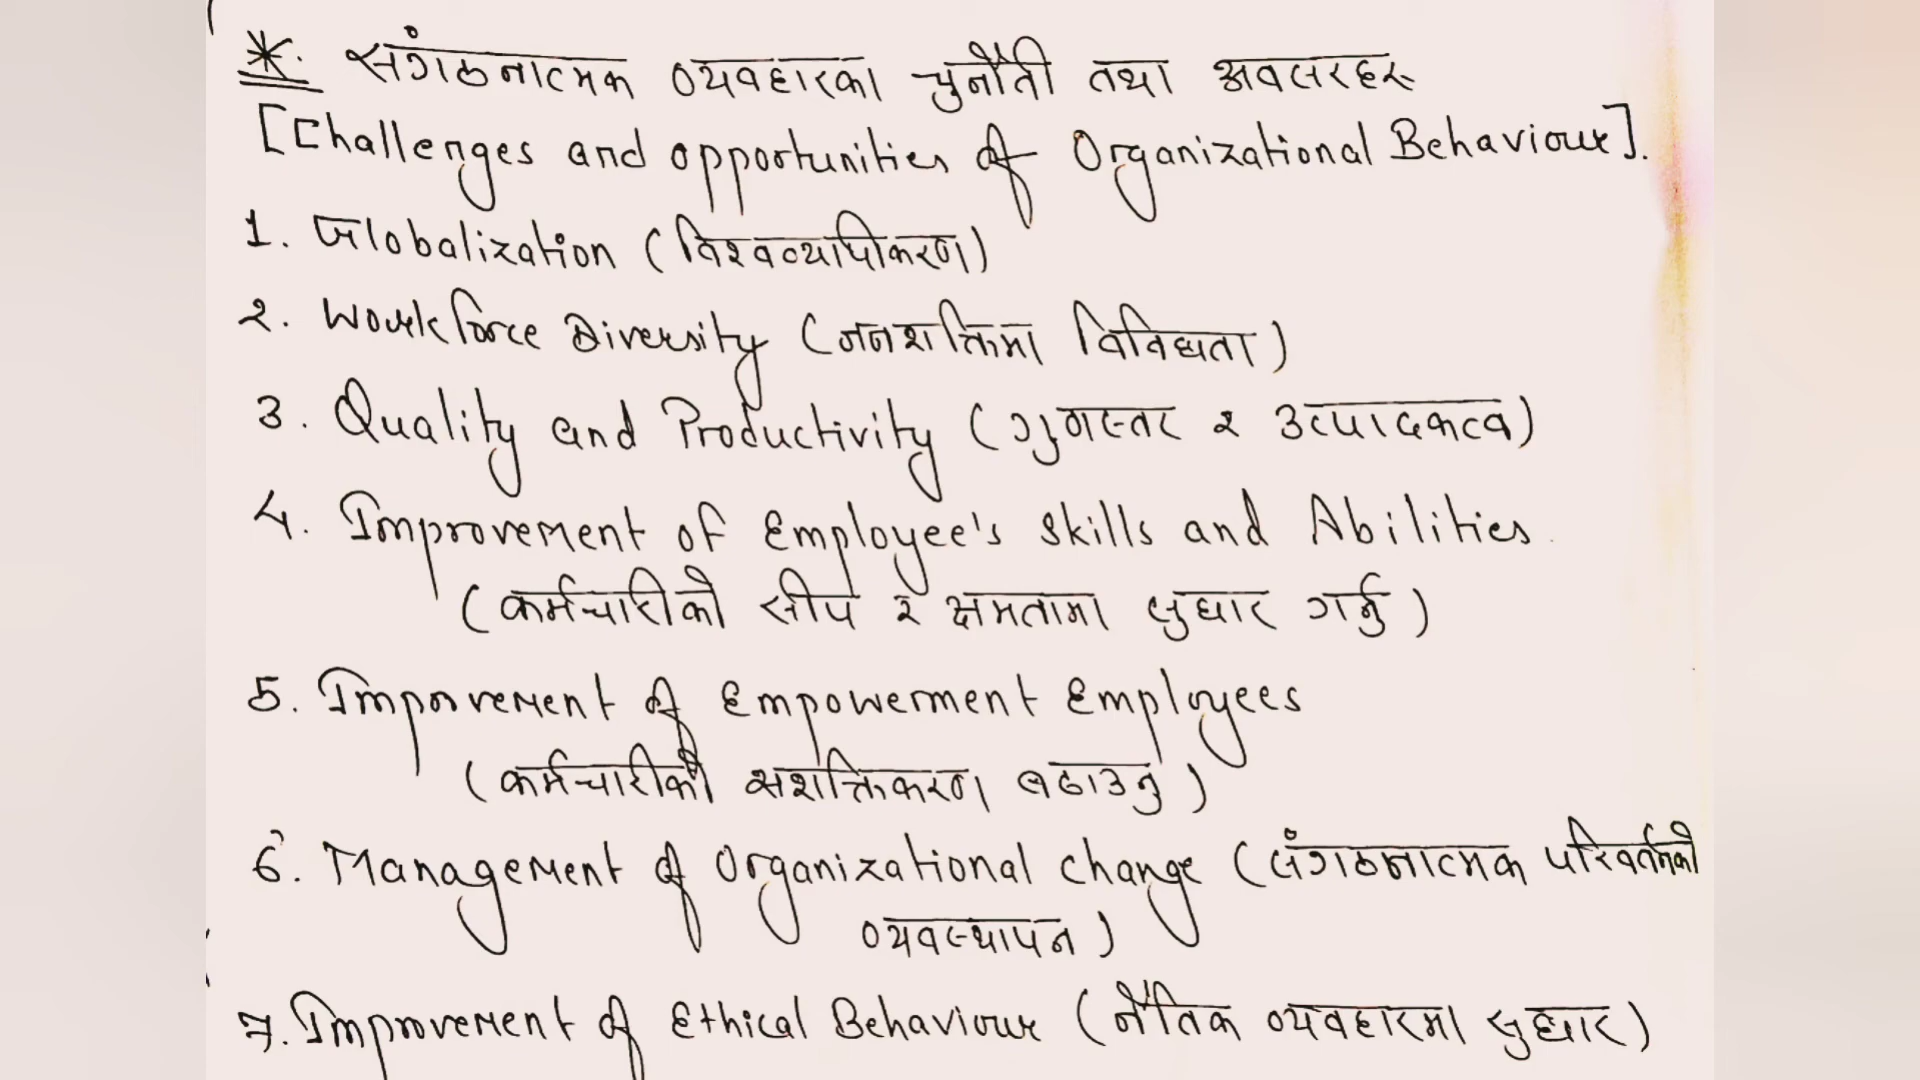 *. संगठनात्मक व्यवहारका चुनौती तथा अवसरहरु
[Challenges and opportunities of Organizational Behaviour].
1. Globalization (विश्वव्यापीकरण)
2. Workforce Diversity (जनशक्तिमा विविधता)
3. Quality and Productivity (गुणस्तर र उत्पादकत्व)
4. Improvement of Employee's skills and Abilities.
(कर्मचारीको सीप र क्षमतामा सुधार गर्नु)
5. Improvement of Empowerment Employees
(कर्मचारीको सशक्तिकरण बढाउनु)
6. Management of Organizational change (संगठनात्मक परिवर्तनको
व्यवस्थापन)
7. Improvement of Ethical Behaviour (नैतिक व्यवहारमा सुधार)